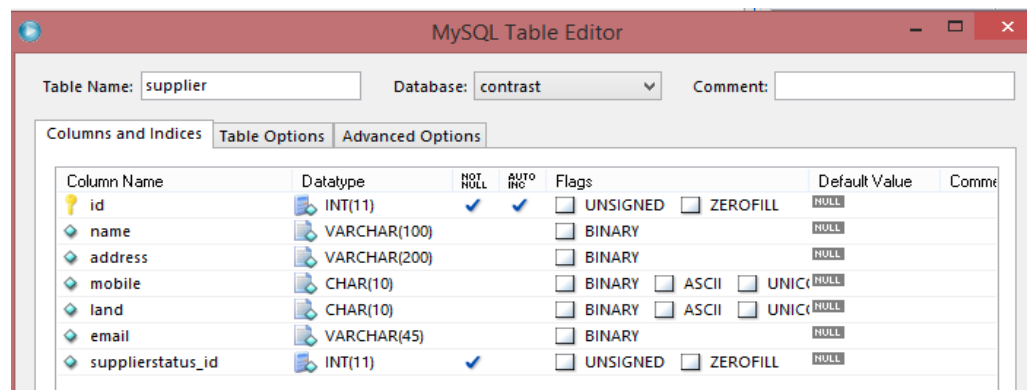 MySQL Table Editor
Table Name: supplier Database: contrast Comment:
Columns and Indices Table Options Advanced Options
Column Name Datatype NOT NULL AUTO INC Flags Default Value Comme
id INT(11) UNSIGNED ZEROFILL NULL
name VARCHAR(100) BINARY NULL
address VARCHAR(200) BINARY NULL
mobile CHAR(10) BINARY ASCII UNIC NULL
land CHAR(10) BINARY ASCII UNIC NULL
email VARCHAR(45) BINARY NULL
supplierstatus_id INT(11) UNSIGNED ZEROFILL NULL